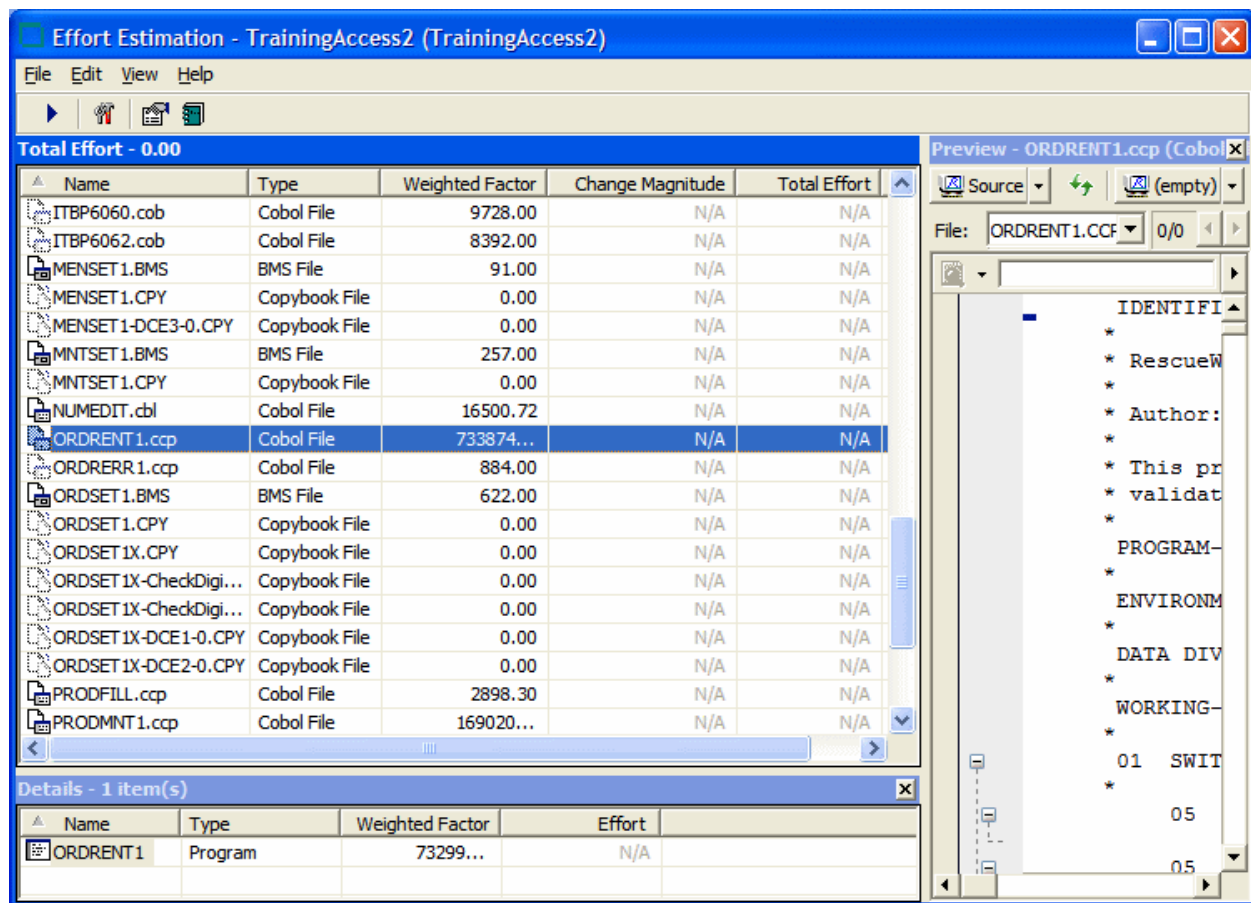 Effort Estimation - TrainingAccess2 (TrainingAccess2)
File Edit View Help
Total Effort - 0.00
Name Type Weighted Factor Change Magnitude Total Effort
ITBP6060.cob Cobol File 9728.00 N/A N/A
ITBP6062.cob Cobol File 8392.00 N/A N/A
MENSET1.BMS BMS File 91.00 N/A N/A
MENSET1.CPY Copybook File 0.00 N/A N/A
MENSET1-DCE3-0.CPY Copybook File 0.00 N/A N/A
MNTSET1.BMS BMS File 257.00 N/A N/A
MNTSET1.CPY Copybook File 0.00 N/A N/A
NUMEDIT.cbl Cobol File 16500.72 N/A N/A
ORDRENT1.ccp Cobol File 733874... N/A N/A
ORDRERR1.ccp Cobol File 884.00 N/A N/A
ORDSET1.BMS BMS File 622.00 N/A N/A
ORDSET1.CPY Copybook File 0.00 N/A N/A
ORDSET1X.CPY Copybook File 0.00 N/A N/A
ORDSET1X-CheckDigi... Copybook File 0.00 N/A N/A
ORDSET1X-CheckDigi... Copybook File 0.00 N/A N/A
ORDSET1X-DCE1-0.CPY Copybook File 0.00 N/A N/A
ORDSET1X-DCE2-0.CPY Copybook File 0.00 N/A N/A
PRODFILL.ccp Cobol File 2898.30 N/A N/A
PRODMNT1.ccp Cobol File 169020... N/A N/A
Details - 1 item(s)
Name Type Weighted Factor Effort
ORDRENT1 Program 73299... N/A
Preview - ORDRENT1.ccp (Cobol
Source (empty)
File: ORDRENT1.CCP 0/0
IDENTIFI
*
* RescueW
*
* Author:
*
* This pr
* validat
*
PROGRAM-
*
ENVIRONM
*
DATA DIV
*
WORKING-
*
01 SWIT
*
05
05